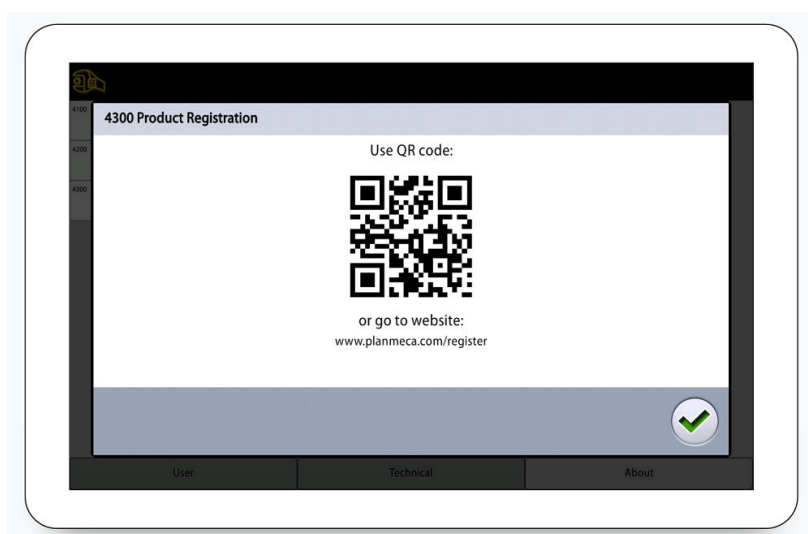 4300 Product Registration
4100
4200
4300
Use QR code:
or go to website:
www.planmeca.com/register
User
Technical
About